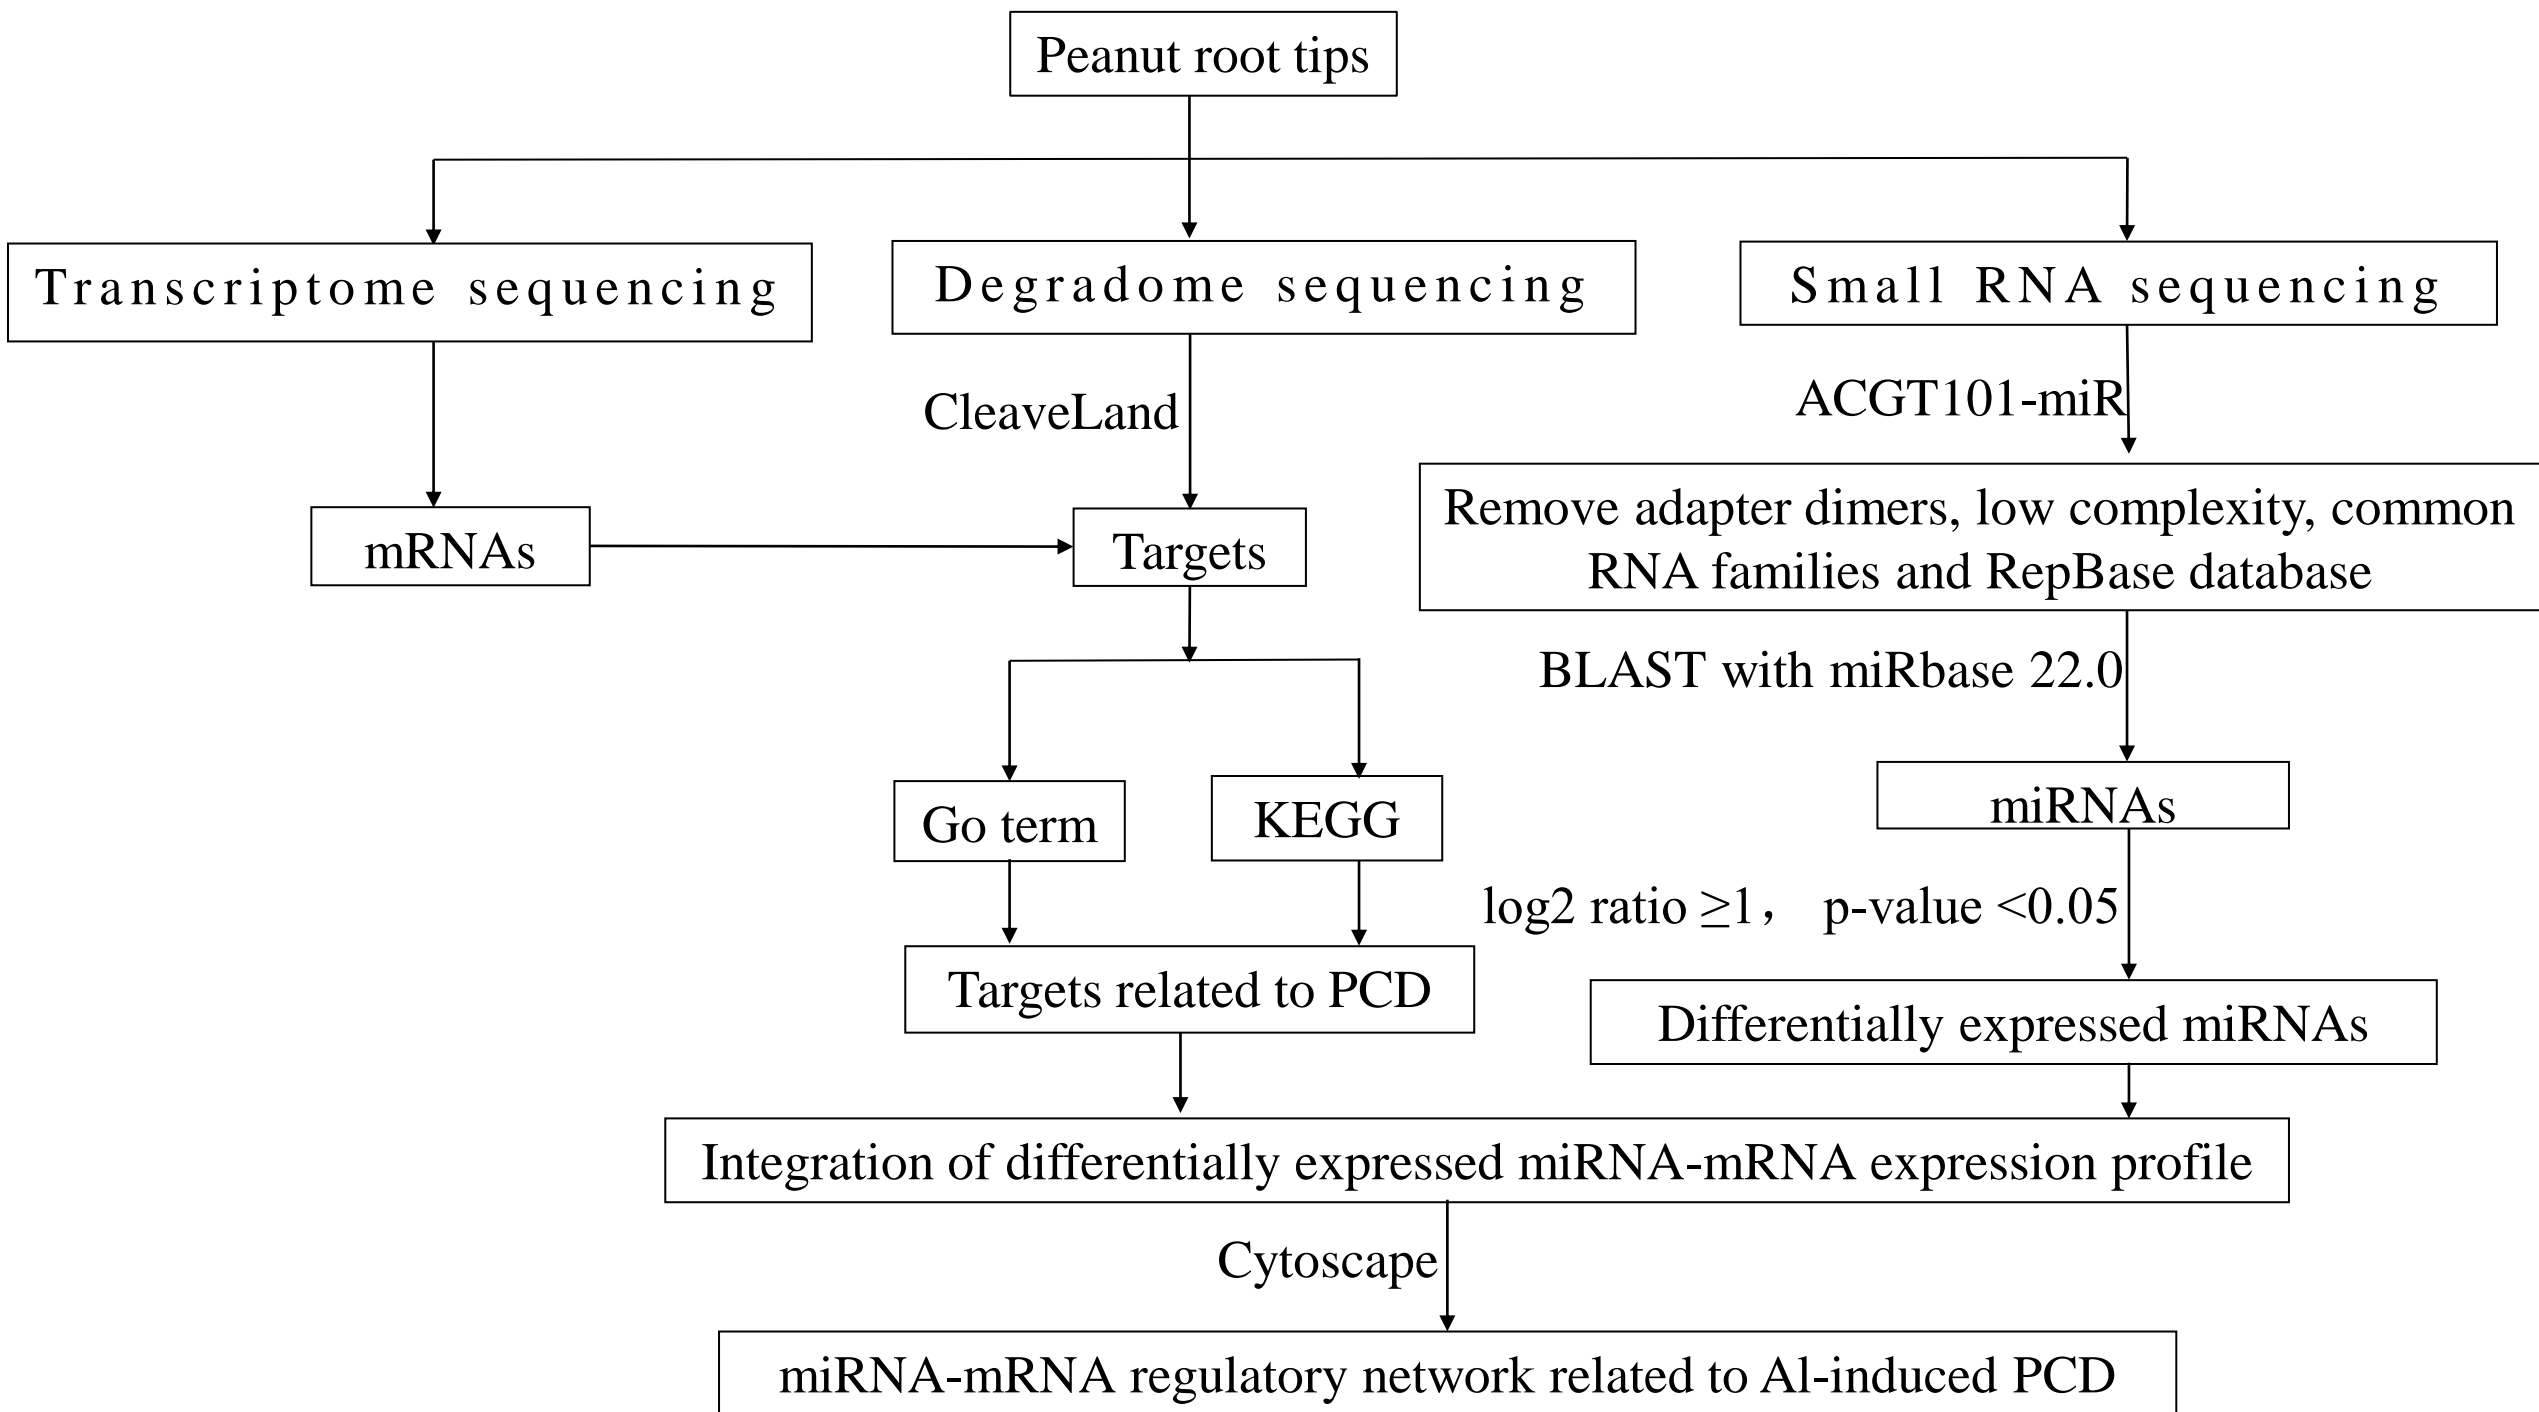 Peanut root tips
Transcriptome sequencing
Degradome sequencing
Small RNA sequencing
CleaveLand
ACGT101-miR
mRNAs
Targets
Remove adapter dimers, low complexity, common
RNA families and RepBase database
BLAST with miRbase 22.0
Go term
KEGG
miRNAs
log2 ratio ≥1， p-value <0.05
Targets related to PCD
Differentially expressed miRNAs
Integration of differentially expressed miRNA-mRNA expression profile
Cytoscape
miRNA-mRNA regulatory network related to Al-induced PCD